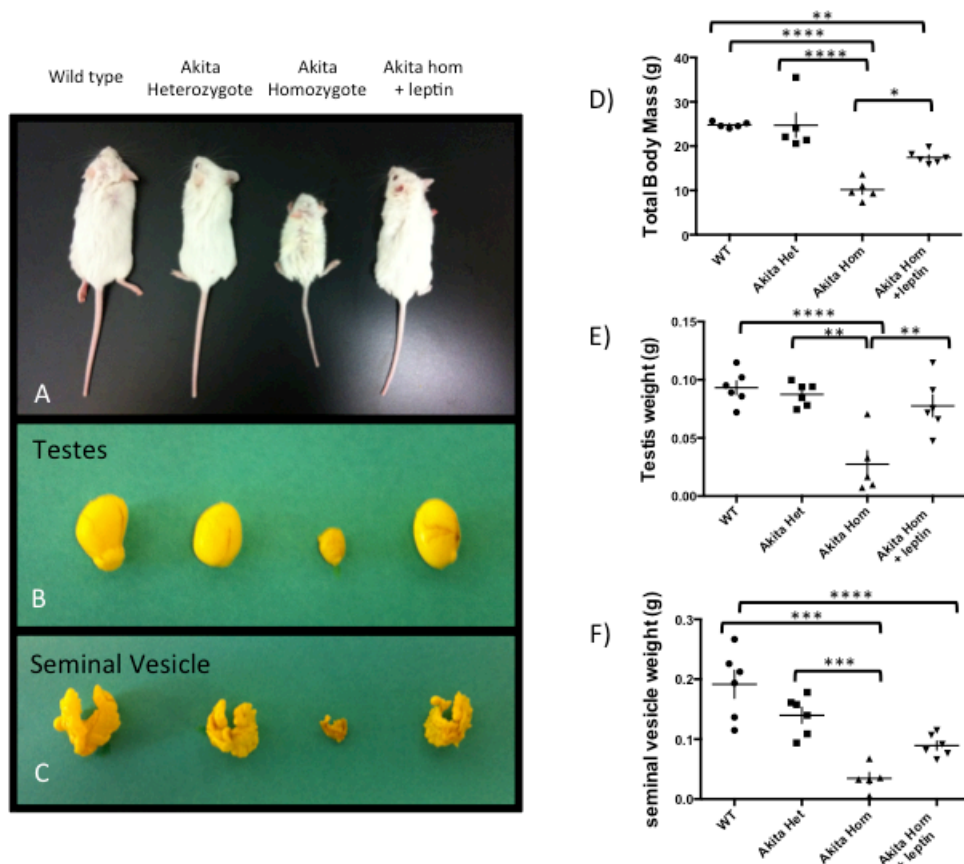 Wild type
Akita
Heterozygote
Akita
Homozygote
Akita hom
+ leptin
A
Testes
B
Seminal Vesicle
C
D)
**
****
****
*
Total Body Mass (g)
40
30
20
10
0
WT
Akita Het
Akita Hom
Akita Hom
+leptin
E)
****
**
**
Testis weight (g)
0.15
0.10
0.05
0.00
WT
Akita Het
Akita Hom
Akita Hom
+ leptin
F)
****
***
***
seminal vesicle weight (g)
0.3
0.2
0.1
0.0
WT
Akita Het
Akita Hom
Akita Hom
+ leptin